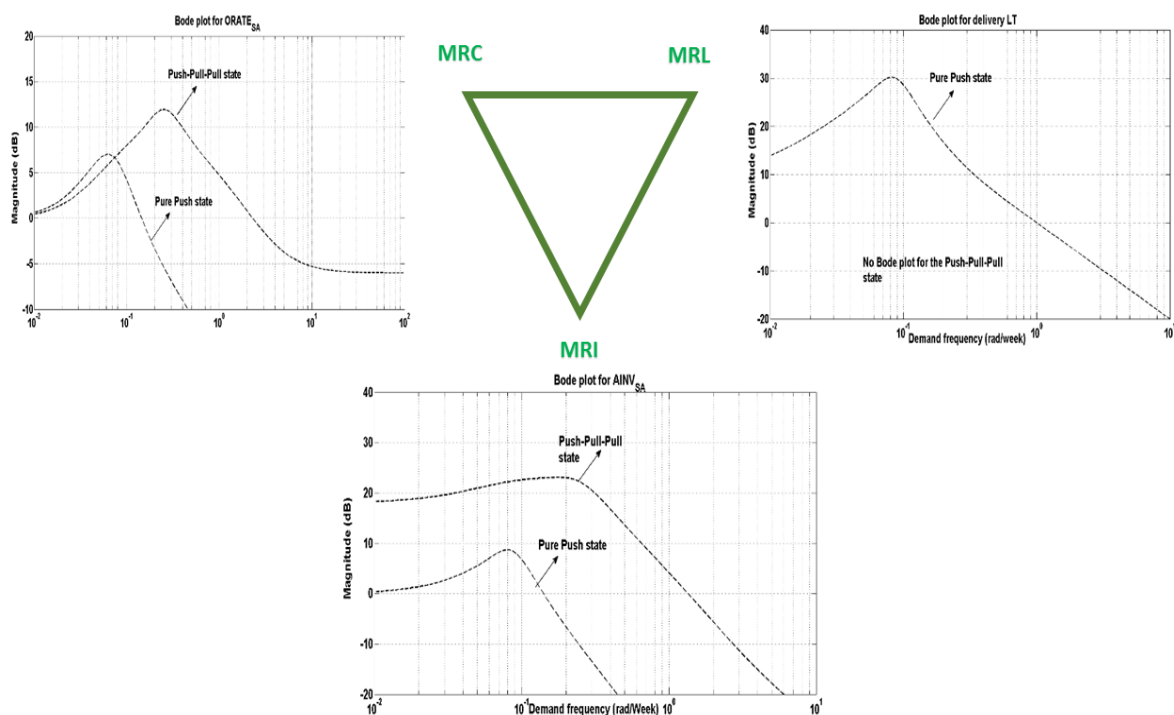 Bode plot for ORATE_SA
Magnitude (dB)
20
15
10
5
0
-5
-10
Push-Pull-Pull state
Pure Push state
10^-2
10^-1
10^0
10^1
10^2
MRC
MRL
MRI
Bode plot for delivery LT
Magnitude (dB)
40
30
20
10
0
-10
-20
Pure Push state
No Bode plot for the Push-Pull-Pull
state
10^-2
10^-1
10^0
10^1
Demand frequency (rad/week)
Bode plot for AINV_SA
Magnitude (dB)
40
30
20
10
0
-10
-20
Push-Pull-Pull
state
Pure Push state
10^-2
10^-1
10^0
10^1
Demand frequency (rad/Week)